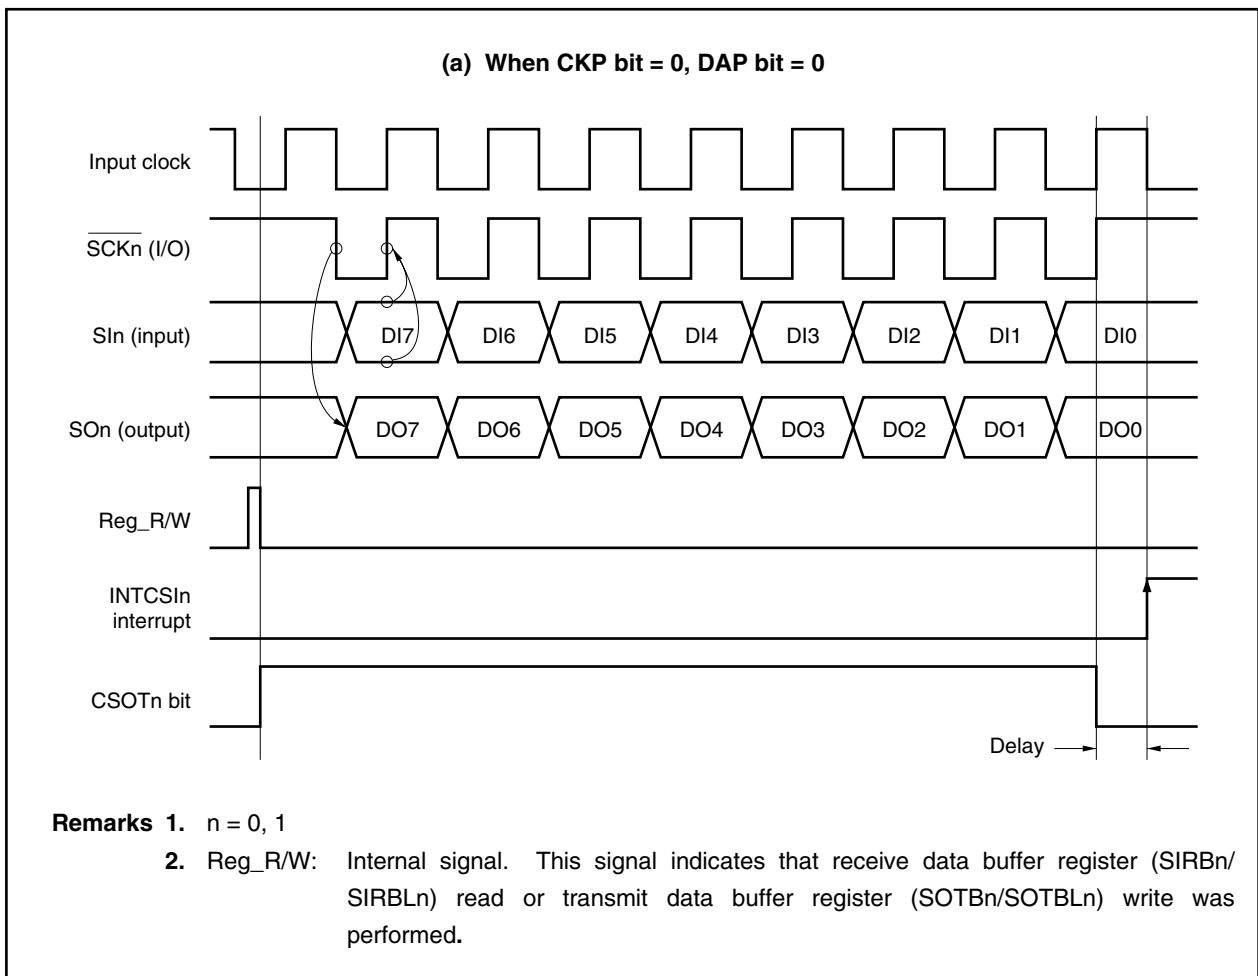 (a) When CKP bit = 0, DAP bit = 0
Input clock
SCKn (I/O)
SIn (input)
DI7 DI6 DI5 DI4 DI3 DI2 DI1 DI0
SOn (output)
DO7 DO6 DO5 DO4 DO3 DO2 DO1 DO0
Reg_R/W
INTCSIn
interrupt
CSOTn bit
Delay
Remarks 1. n = 0, 1
2. Reg_R/W: Internal signal. This signal indicates that receive data buffer register (SIRBn/
SIRBLn) read or transmit data buffer register (SOTBn/SOTBLn) write was
performed.